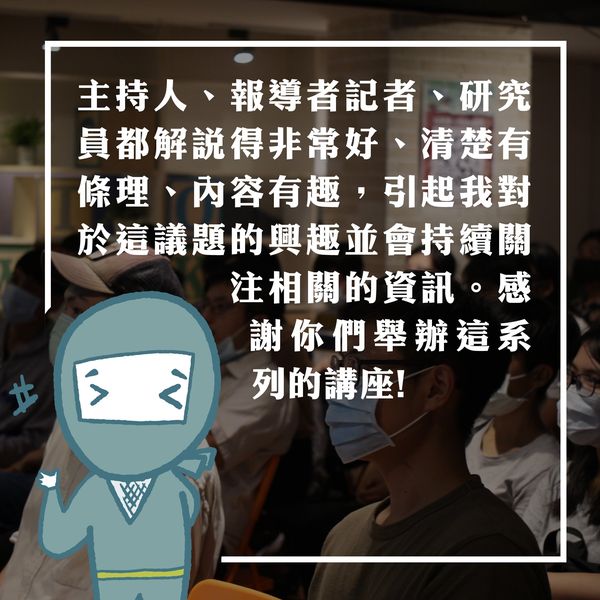 主持人、報導者記者、研究
員都解說得非常好、清楚有
條理、內容有趣，引起我對
於這議題的興趣並會持續關
注相關的資訊。感
謝你們舉辦這系
列的講座!